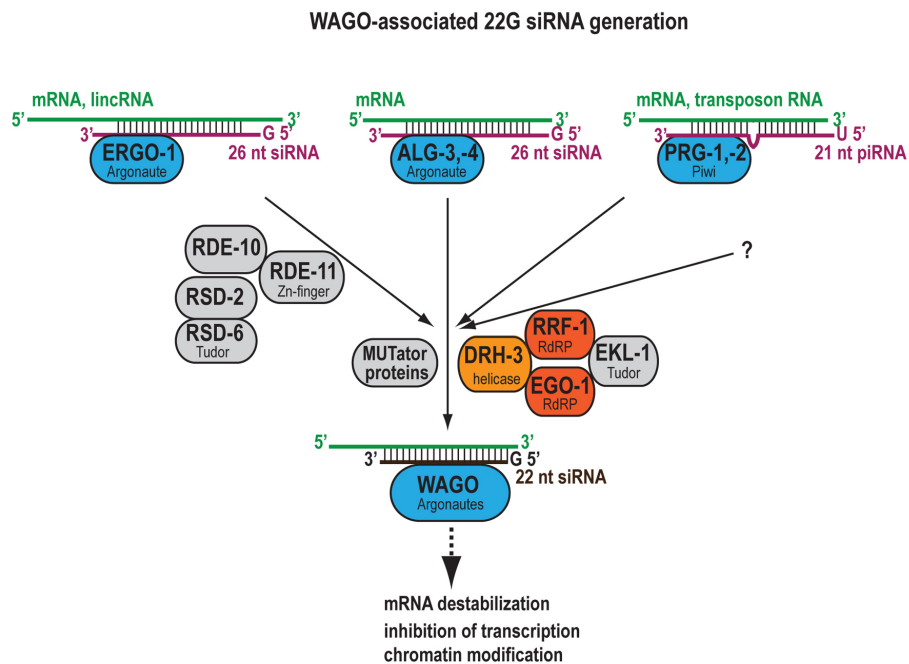 WAGO-associated 22G siRNA generation
mRNA, lincRNA
5’ 3’
3’ G 5’
ERGO-1
Argonaute
26 nt siRNA
mRNA
5’ 3’
3’ G 5’
ALG-3,-4
Argonaute
26 nt siRNA
mRNA, transposon RNA
5’ 3’
3’ U 5’
PRG-1,-2
Piwi
21 nt piRNA
RDE-10
RDE-11
Zn-finger
RSD-2
RSD-6
Tudor
?
MUTator
proteins
DRH-3
helicase
RRF-1
RdRP
EGO-1
RdRP
EKL-1
Tudor
5’ 3’
3’ G 5’
22 nt siRNA
WAGO
Argonautes
mRNA destabilization
inhibition of transcription
chromatin modification